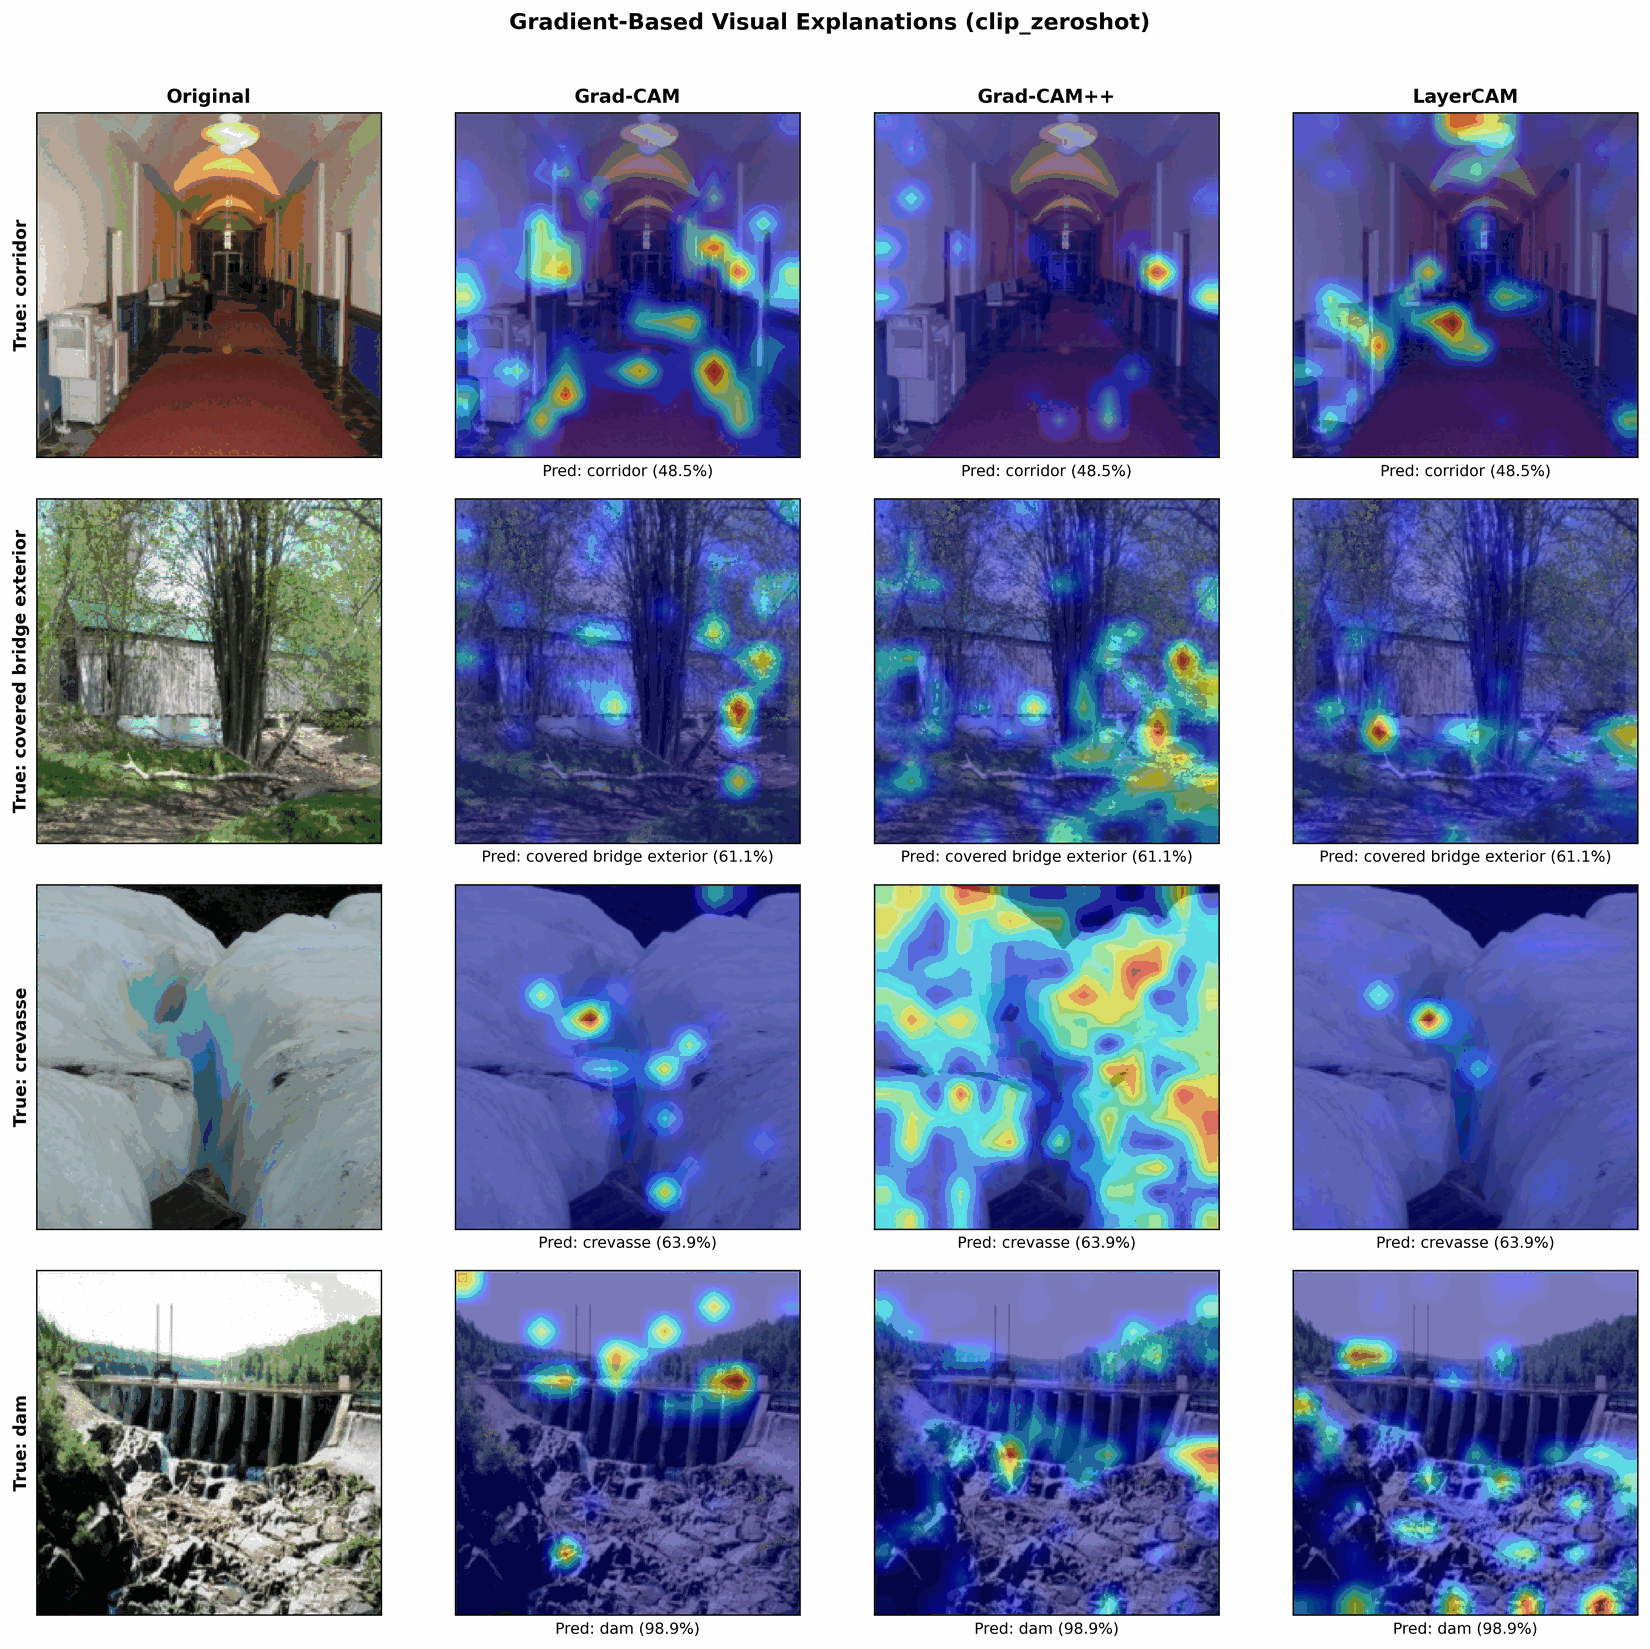 Gradient-Based Visual Explanations (clip_zeroshot)
Original
Grad-CAM
Grad-CAM++
LayerCAM
True: corridor
Pred: corridor (48.5%)
Pred: corridor (48.5%)
Pred: corridor (48.5%)
True: covered bridge exterior
Pred: covered bridge exterior (61.1%)
Pred: covered bridge exterior (61.1%)
Pred: covered bridge exterior (61.1%)
True: crevasse
Pred: crevasse (63.9%)
Pred: crevasse (63.9%)
Pred: crevasse (63.9%)
True: dam
Pred: dam (98.9%)
Pred: dam (98.9%)
Pred: dam (98.9%)